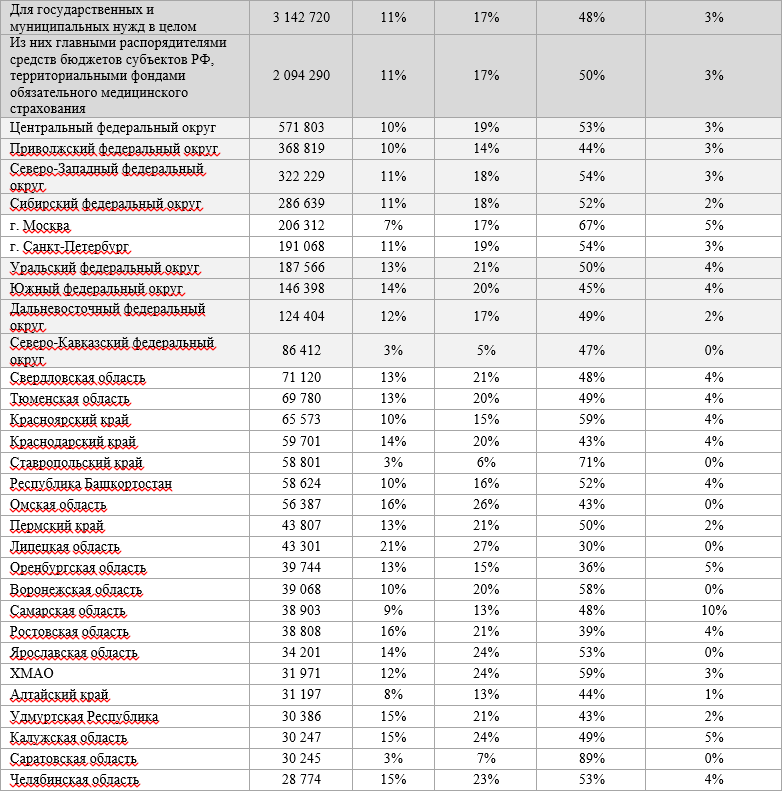 Для государственных и
муниципальных нужд в целом 3 142 720 11% 17% 48% 3%
Из них главными распорядителями
средств бюджетов субъектов РФ,
территориальными фондами
обязательного медицинского
страхования 2 094 290 11% 17% 50% 3%
Центральный федеральный округ 571 803 10% 19% 53% 3%
Приволжский федеральный округ 368 819 10% 14% 44% 3%
Северо-Западный федеральный
округ 322 229 11% 18% 54% 3%
Сибирский федеральный округ 286 639 11% 18% 52% 2%
г. Москва 206 312 7% 17% 67% 5%
г. Санкт-Петербург 191 068 11% 19% 54% 3%
Уральский федеральный округ 187 566 13% 21% 50% 4%
Южный федеральный округ 146 398 14% 20% 45% 4%
Дальневосточный федеральный
округ 124 404 12% 17% 49% 2%
Северо-Кавказский федеральный
округ 86 412 3% 5% 47% 0%
Свердловская область 71 120 13% 21% 48% 4%
Тюменская область 69 780 13% 20% 49% 4%
Красноярский край 65 573 10% 15% 59% 4%
Краснодарский край 59 701 14% 20% 43% 4%
Ставропольский край 58 801 3% 6% 71% 0%
Республика Башкортостан 58 624 10% 16% 52% 4%
Омская область 56 387 16% 26% 43% 0%
Пермский край 43 807 13% 21% 50% 2%
Липецкая область 43 301 21% 27% 30% 0%
Оренбургская область 39 744 13% 15% 36% 5%
Воронежская область 39 068 10% 20% 58% 0%
Самарская область 38 903 9% 13% 48% 10%
Ростовская область 38 808 16% 21% 39% 4%
Ярославская область 34 201 14% 24% 53% 0%
ХМАО 31 971 12% 24% 59% 3%
Алтайский край 31 197 8% 13% 44% 1%
Удмуртская Республика 30 386 15% 21% 43% 2%
Калужская область 30 247 15% 24% 49% 5%
Саратовская область 30 245 3% 7% 89% 0%
Челябинская область 28 774 15% 23% 53% 4%